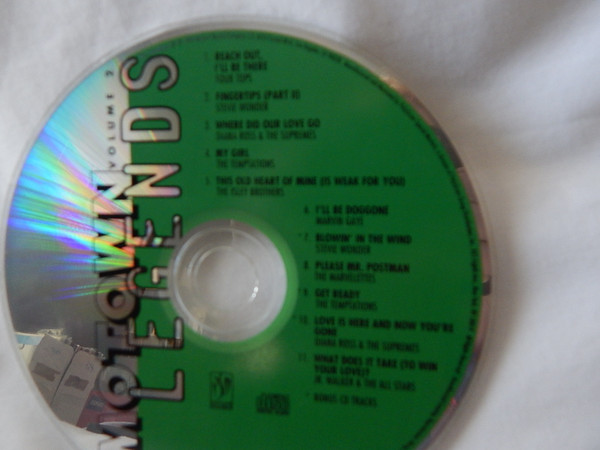 MOTOWN
LEGENDS
VOLUME 2
1. REACH OUT,
I'LL BE THERE
FOUR TOPS
2. FINGERTIPS (PART II)
STEVIE WONDER
3. WHERE DID OUR LOVE GO
DIANA ROSS & THE SUPREMES
4. MY GIRL
THE TEMPTATIONS
5. THIS OLD HEART OF MINE (IS WEAK FOR YOU)
THE ISLEY BROTHERS
6. I'LL BE DOGGONE
MARVIN GAYE
*7. BLOWIN' IN THE WIND
STEVIE WONDER
8. PLEASE MR. POSTMAN
THE MARVELETTES
*9. GET READY
THE TEMPTATIONS
*10. LOVE IS HERE AND NOW YOU'RE
GONE
DIANA ROSS & THE SUPREMES
11. WHAT DOES IT TAKE (TO WIN
YOUR LOVE)?
JR. WALKER & THE ALL STARS
* BONUS CD TRACKS